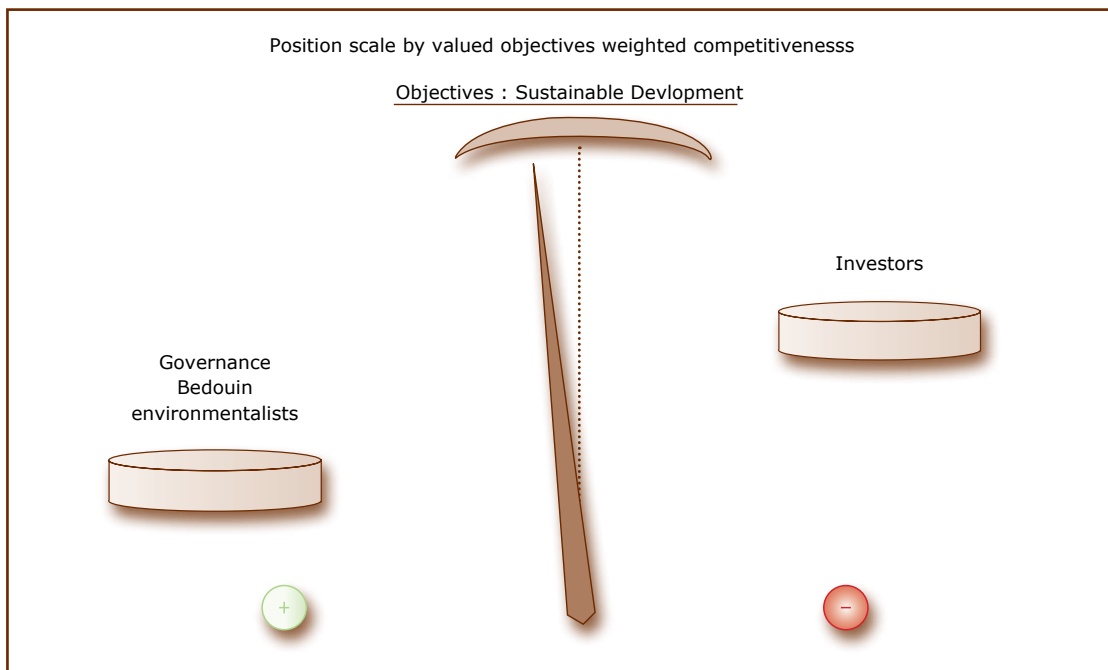 Position scale by valued objectives weighted competitivenesss
Objectives : Sustainable Devlopment
Investors
Governance
Bedouin
environmentalists
+
−